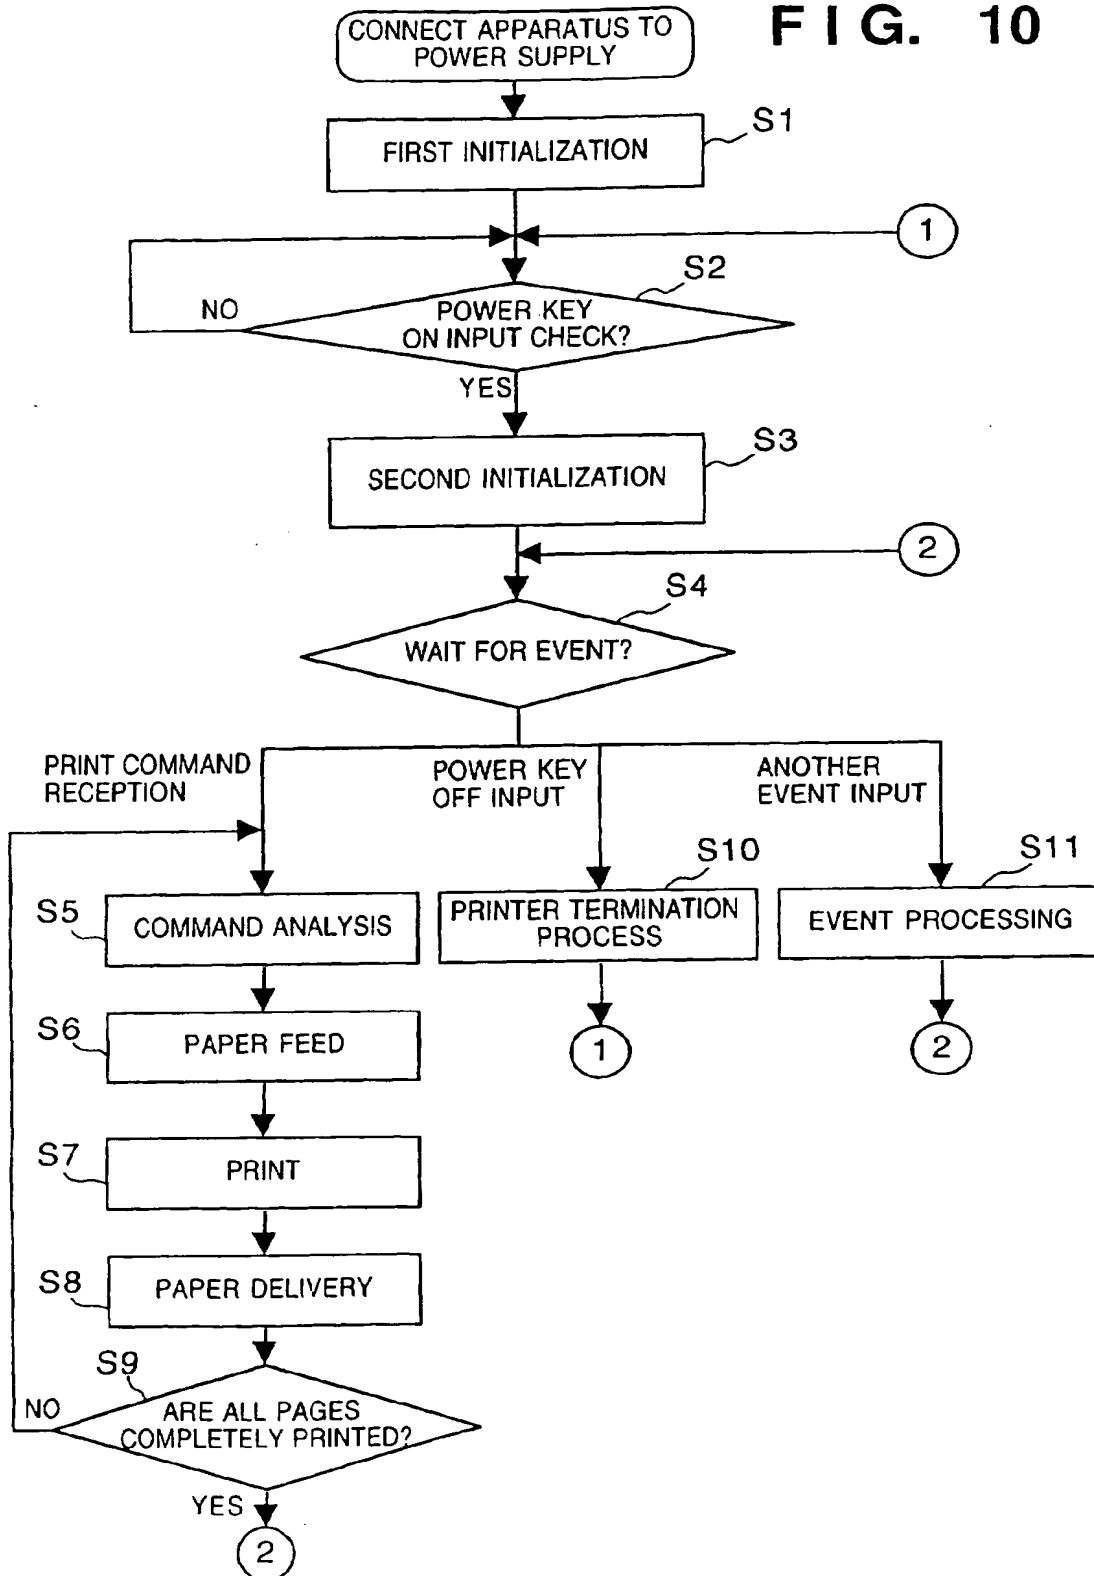 FIG. 10
CONNECT APPARATUS TO
POWER SUPPLY
S1
FIRST INITIALIZATION
1
S2
NO
POWER KEY
ON INPUT CHECK?
YES
S3
SECOND INITIALIZATION
2
S4
WAIT FOR EVENT?
PRINT COMMAND
RECEPTION
POWER KEY
OFF INPUT
ANOTHER
EVENT INPUT
S5
COMMAND ANALYSIS
S10
PRINTER TERMINATION
PROCESS
S11
EVENT PROCESSING
S6
PAPER FEED
1
2
S7
PRINT
S8
PAPER DELIVERY
S9
NO
ARE ALL PAGES
COMPLETELY PRINTED?
YES
2